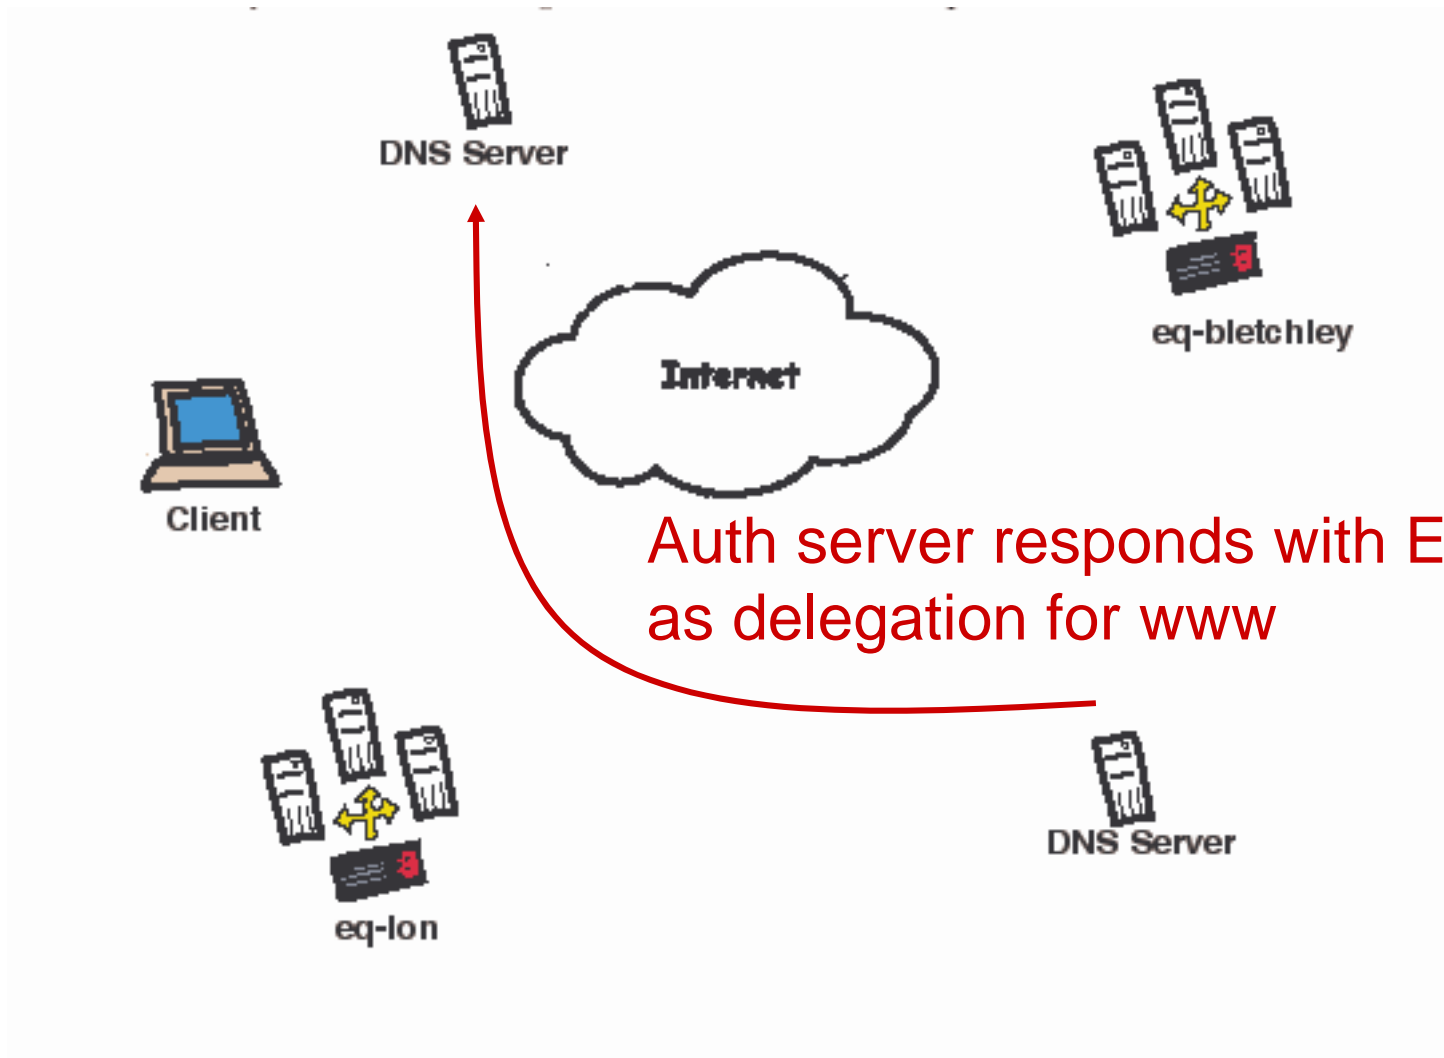 DNS Server
eq-bletchley
Internet
Client
Auth server responds with E
as delegation for www
DNS Server
eq-lon